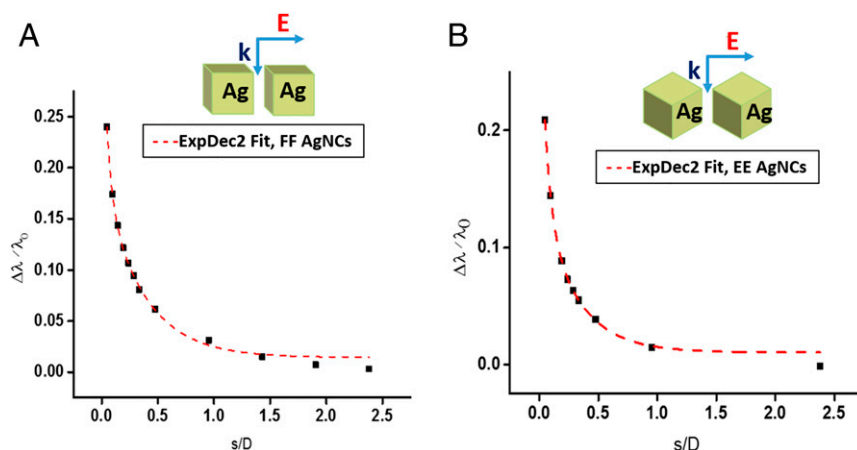 A
E
k
Ag Ag
ExpDec2 Fit, FF AgNCs
0.25
0.20
0.15
0.10
0.05
0.00
Δλ/λ0
0.0 0.5 1.0 1.5 2.0 2.5
s/D
B
E
k
Ag Ag
ExpDec2 Fit, EE AgNCs
0.2
0.1
0.0
Δλ/λ0
0.0 0.5 1.0 1.5 2.0 2.5
s/D